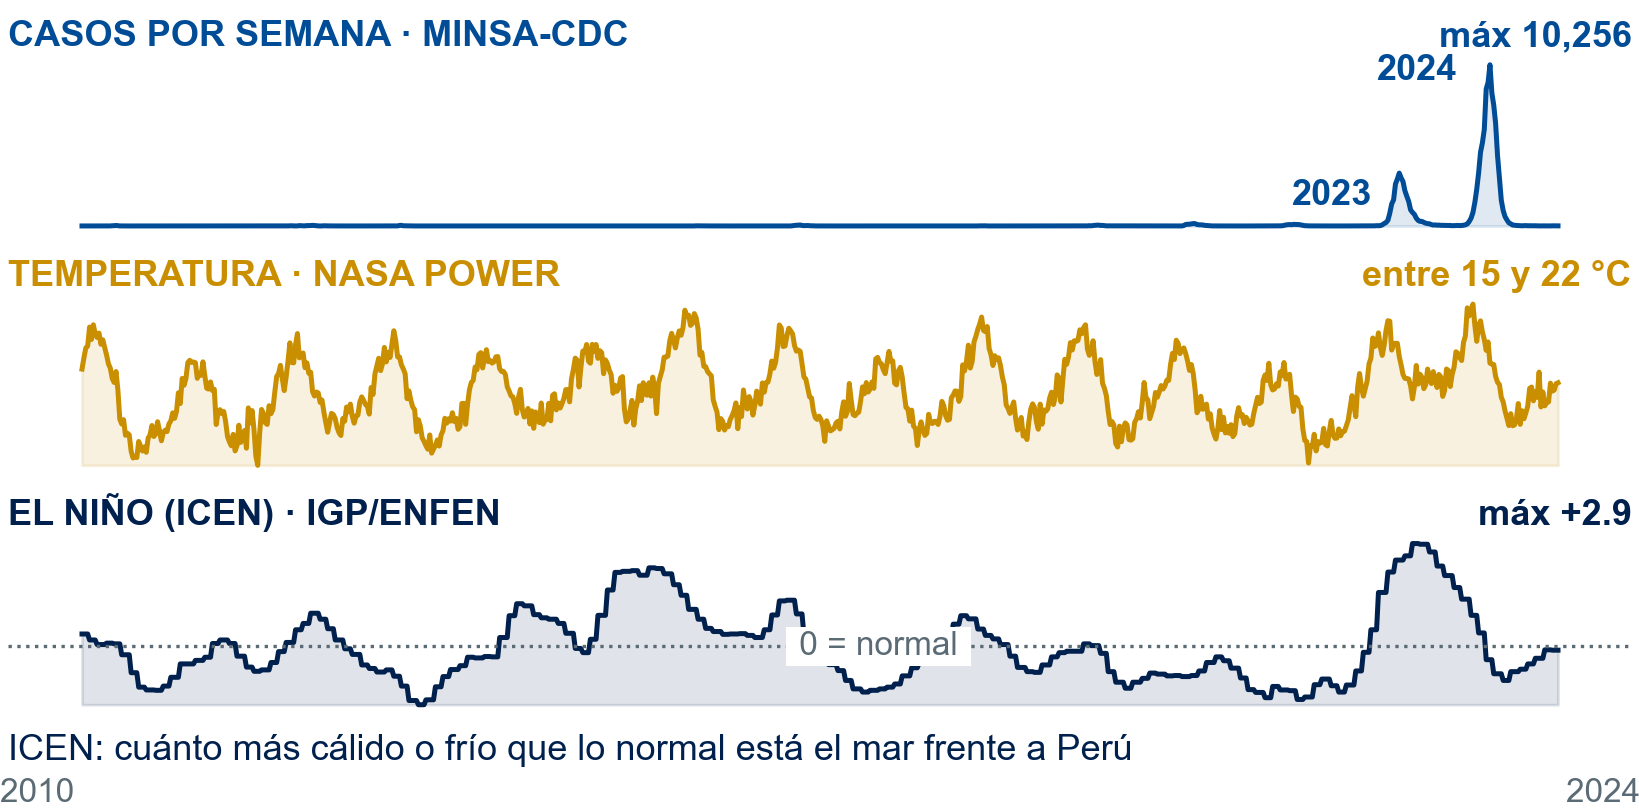 CASOS POR SEMANA · MINSA-CDC
máx 10,256
2024
2023
TEMPERATURA · NASA POWER
entre 15 y 22 °C
EL NIÑO (ICEN) · IGP/ENFEN
máx +2.9
0 = normal
ICEN: cuánto más cálido o frío que lo normal está el mar frente a Perú
2010
2024